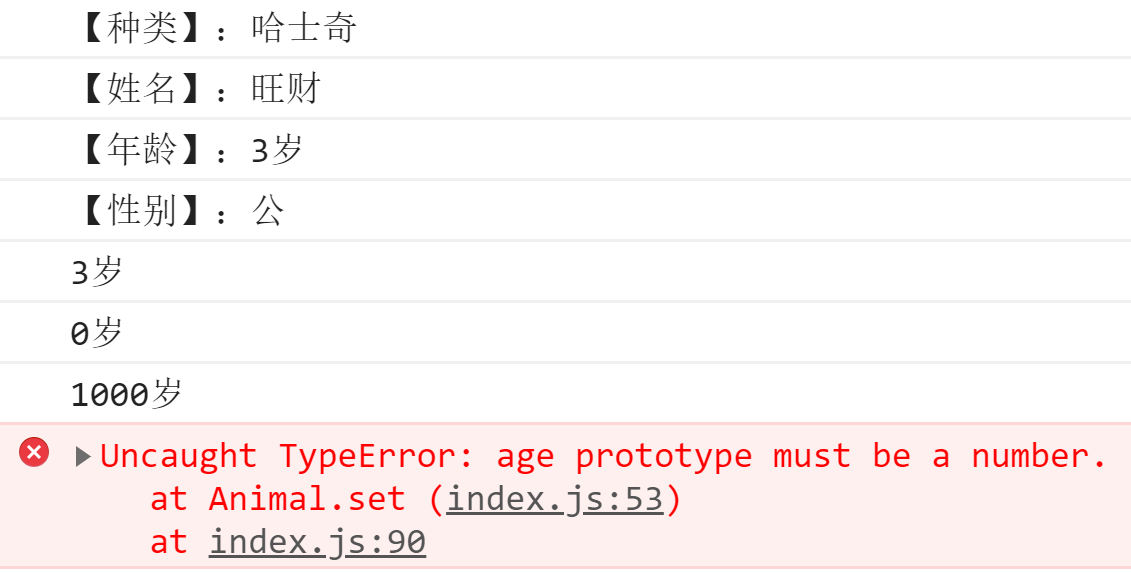 【种类】：哈士奇
【姓名】：旺财
【年龄】：3岁
【性别】：公
3岁
0岁
1000岁
Uncaught TypeError: age prototype must be a number.
at Animal.set (index.js:53)
at index.js:90